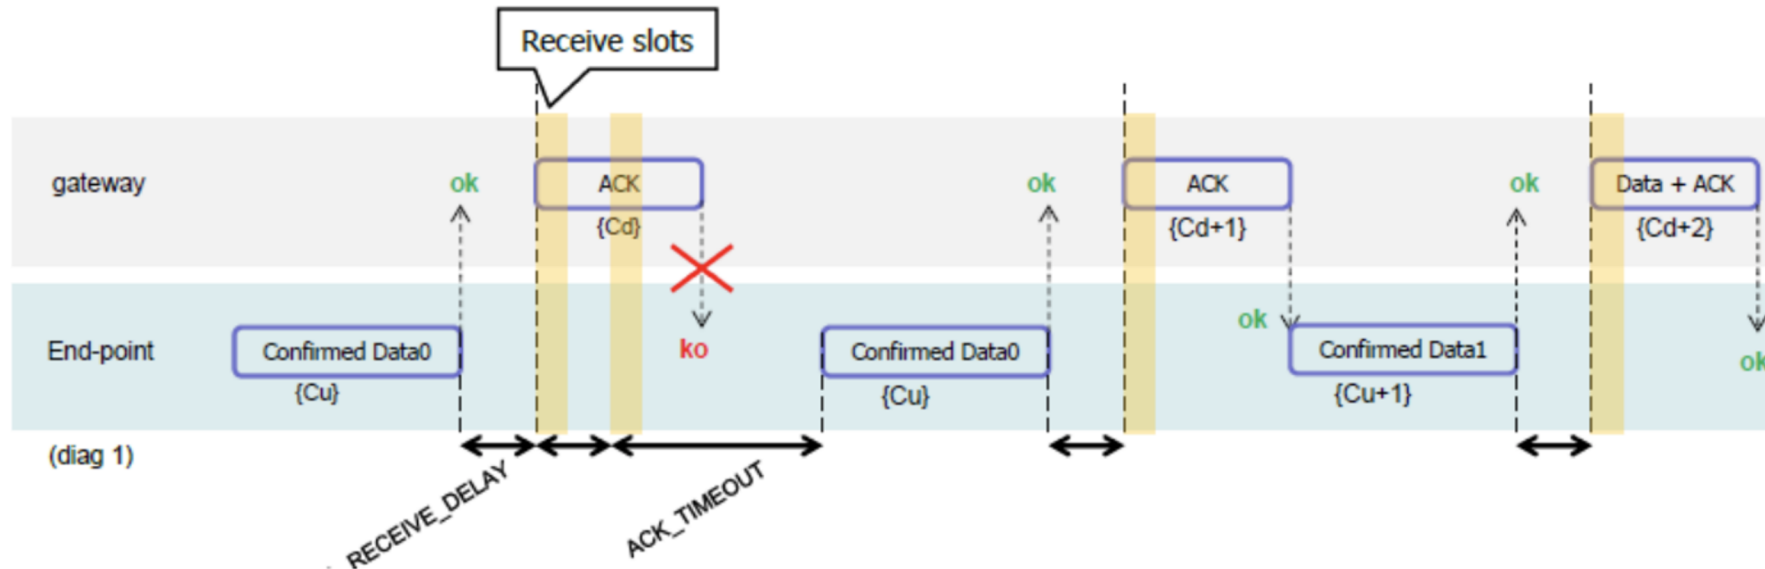 Receive slots
gateway
ok
ACK
{Cd}
ok
ACK
{Cd+1}
ok
Data + ACK
{Cd+2}
End-point
Confirmed Data0
{Cu}
ko
Confirmed Data0
{Cu}
ok
Confirmed Data1
{Cu+1}
ok
(diag 1)
RECEIVE_DELAY
ACK_TIMEOUT